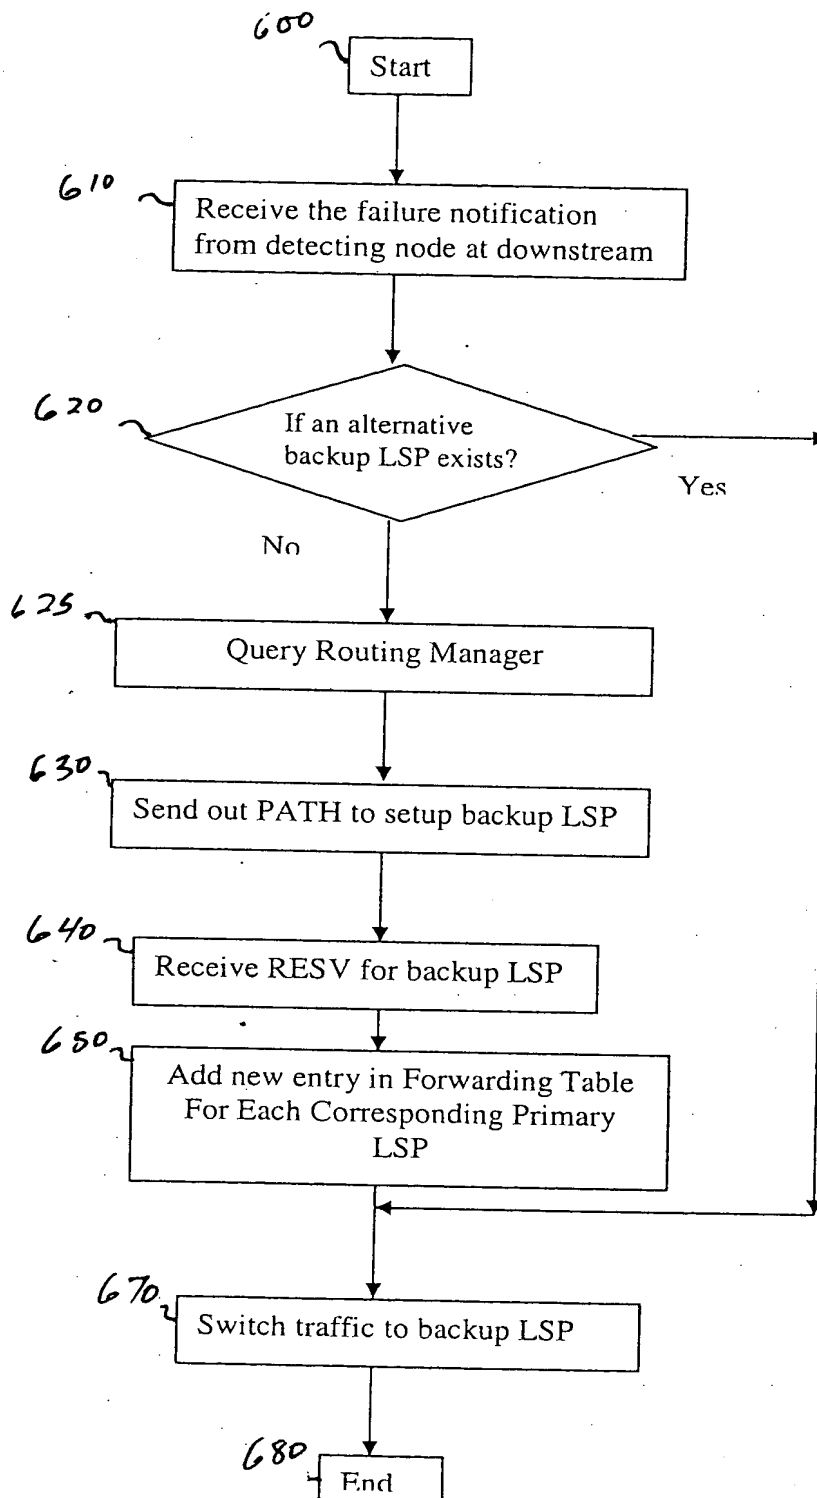 600
Start
610
Receive the failure notification
from detecting node at downstream
620
If an alternative
backup LSP exists?
Yes
No
625
Query Routing Manager
630
Send out PATH to setup backup LSP
640
Receive RESV for backup LSP
650
Add new entry in Forwarding Table
For Each Corresponding Primary
LSP
670
Switch traffic to backup LSP
680
End